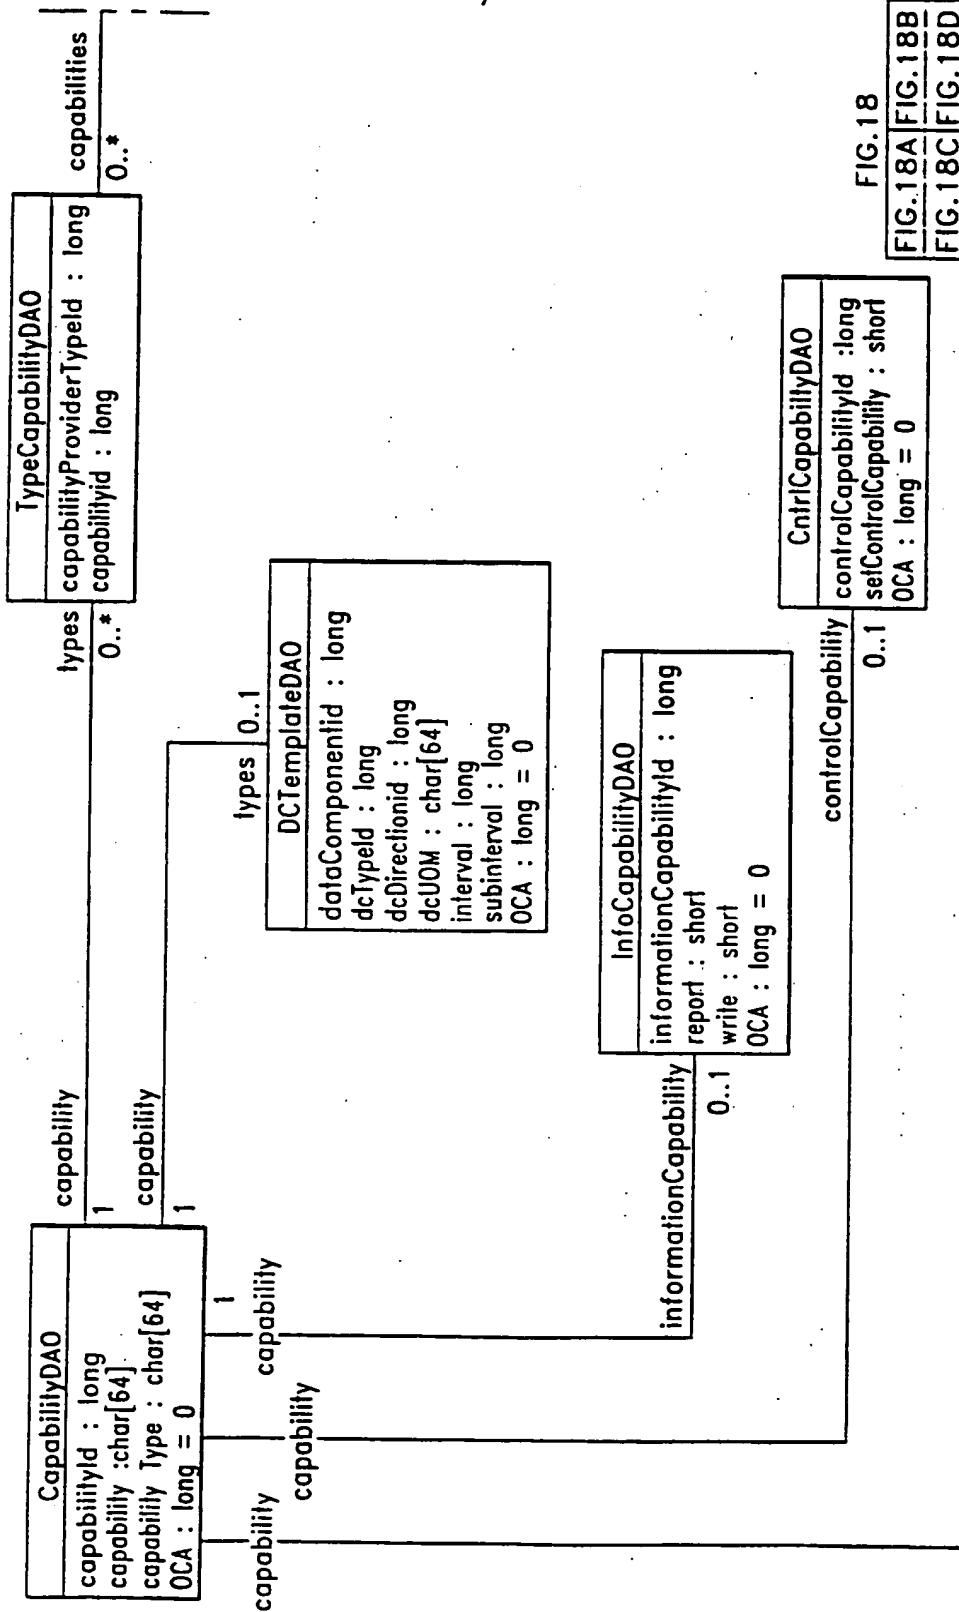 CapabilityDAO
capabilityId : long
capability :char[64]
capability Type : char[64]
OCA : long = 0
capability
1
capability
1
1
capability
capability
capability
types
0..*
TypeCapabilityDAO
capabilityProviderTypeId : long
capabilityid : long
capabilities
0..*
types
0..1
DCTemplateDAO
dataComponentid : long
dcTypeId : long
dcDirectionid : long
dcUOM : char[64]
interval : long
subinterval : long
OCA : long = 0
informationCapability
0..1
InfoCapabilityDAO
informationCapabilityId : long
report : short
write : short
OCA : long = 0
controlCapability
0..1
CntrlCapabiltyDAO
controlCapabilityId :long
setControlCapability : short
OCA : long = 0
FIG.18
FIG.18A FIG.18B
FIG.18C FIG.18D